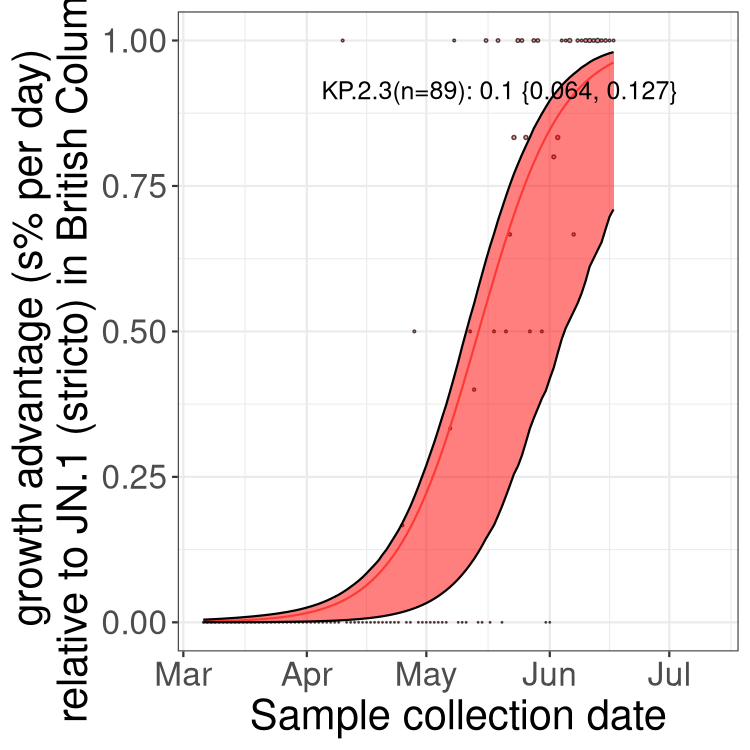 growth advantage (s% per day)
relative to JN.1 (stricto) in British Colum
1.00
0.75
0.50
0.25
0.00
KP.2.3(n=89): 0.1 {0.064, 0.127}
Mar Apr May Jun Jul
Sample collection date